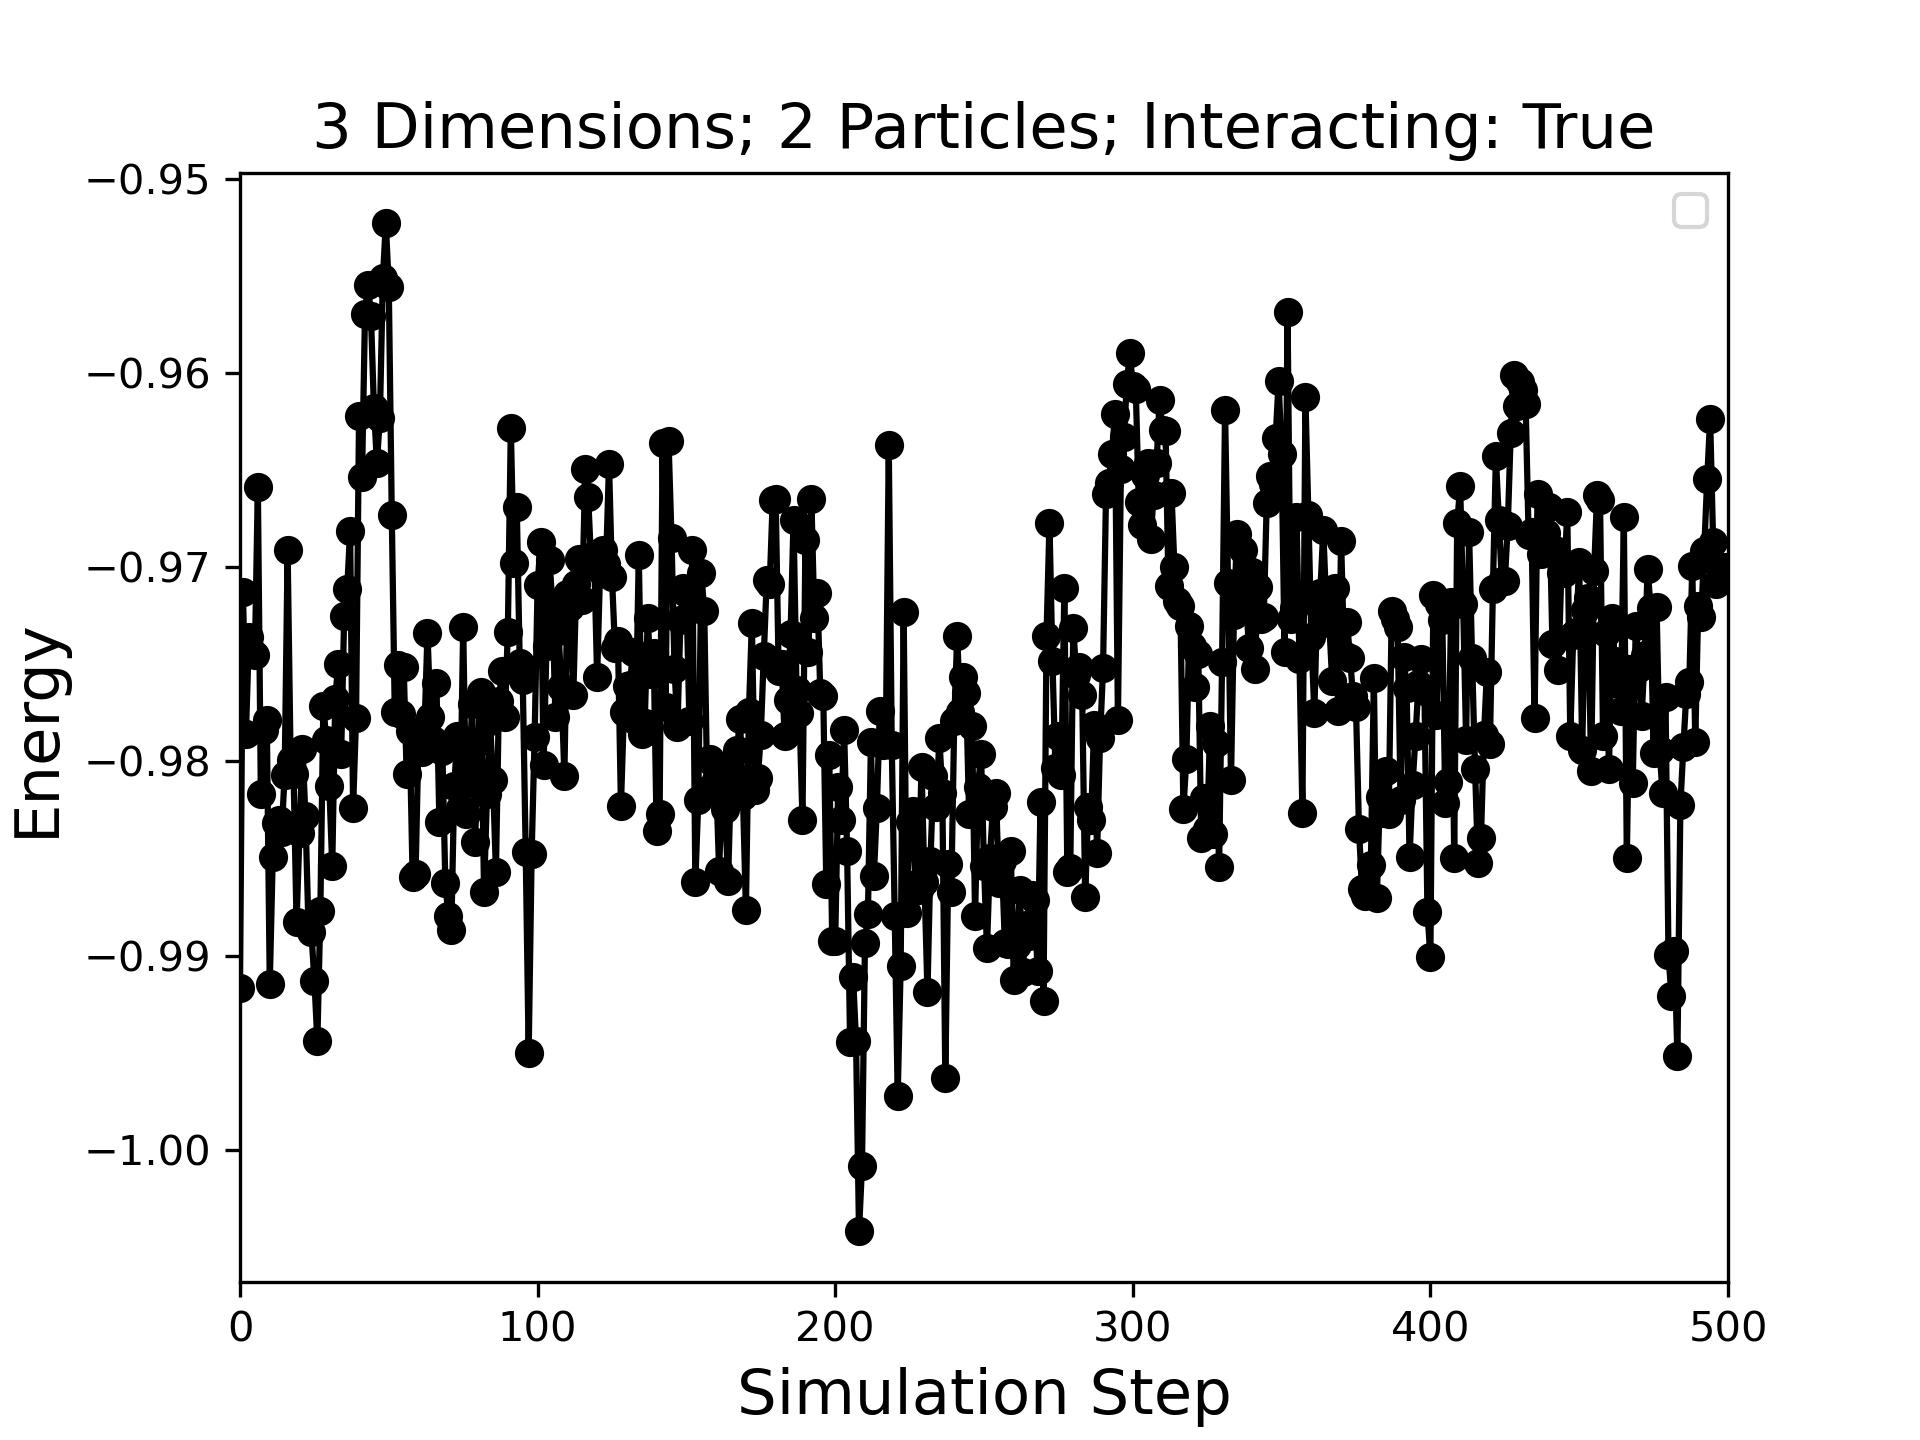 3 Dimensions; 2 Particles; Interacting: True
−0.95
−0.96
−0.97
−0.98
−0.99
−1.00
Energy
0 100 200 300 400 500
Simulation Step